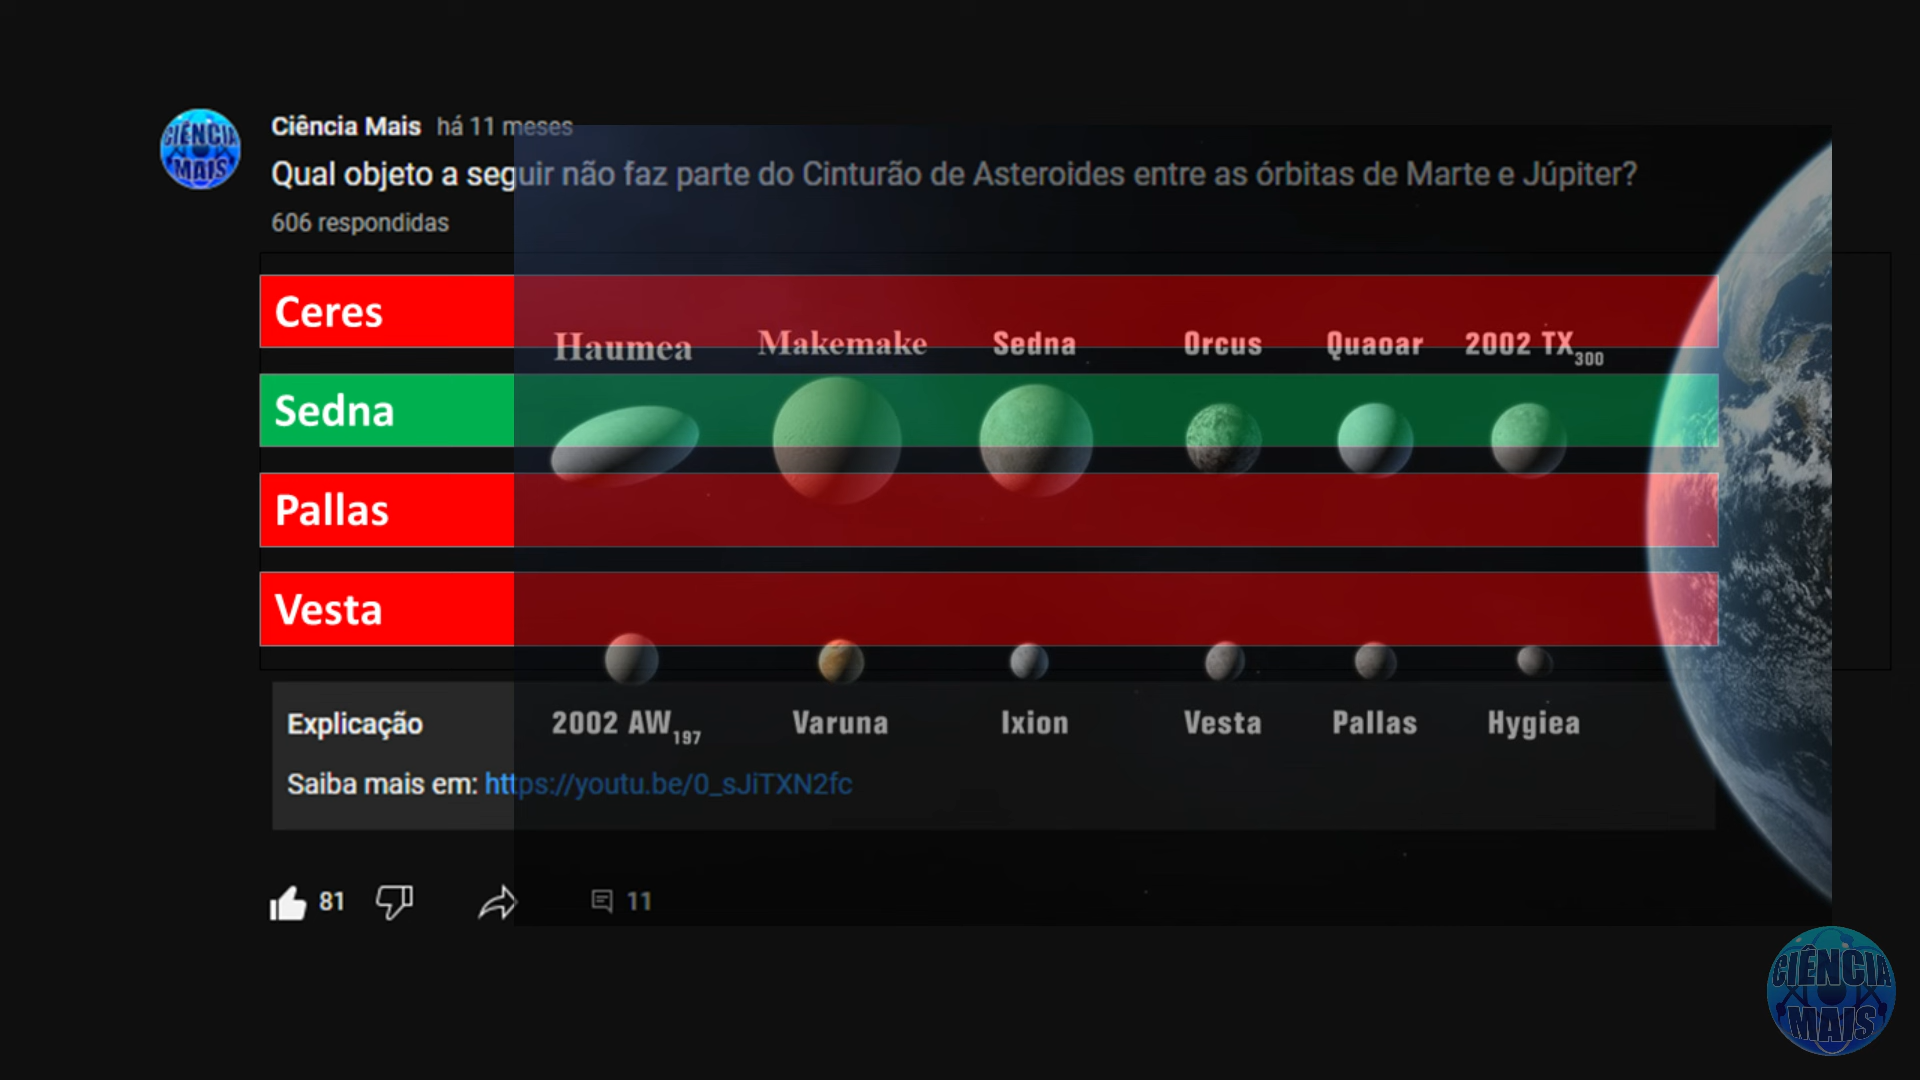 CIÊNCIA
MAIS
Ciência Mais há 11 meses
Qual objeto a seguir não faz parte do Cinturão de Asteroides entre as órbitas de Marte e Júpiter?
606 respondidas
Ceres
Haumea Makemake Sedna Orcus Quaoar 2002 TX300
Sedna
Pallas
Vesta
2002 AW197 Varuna Ixion Vesta Pallas Hygiea
Explicação
Saiba mais em: https://youtu.be/0_sJiTXN2fc
81 11
CIÊNCIA
MAIS